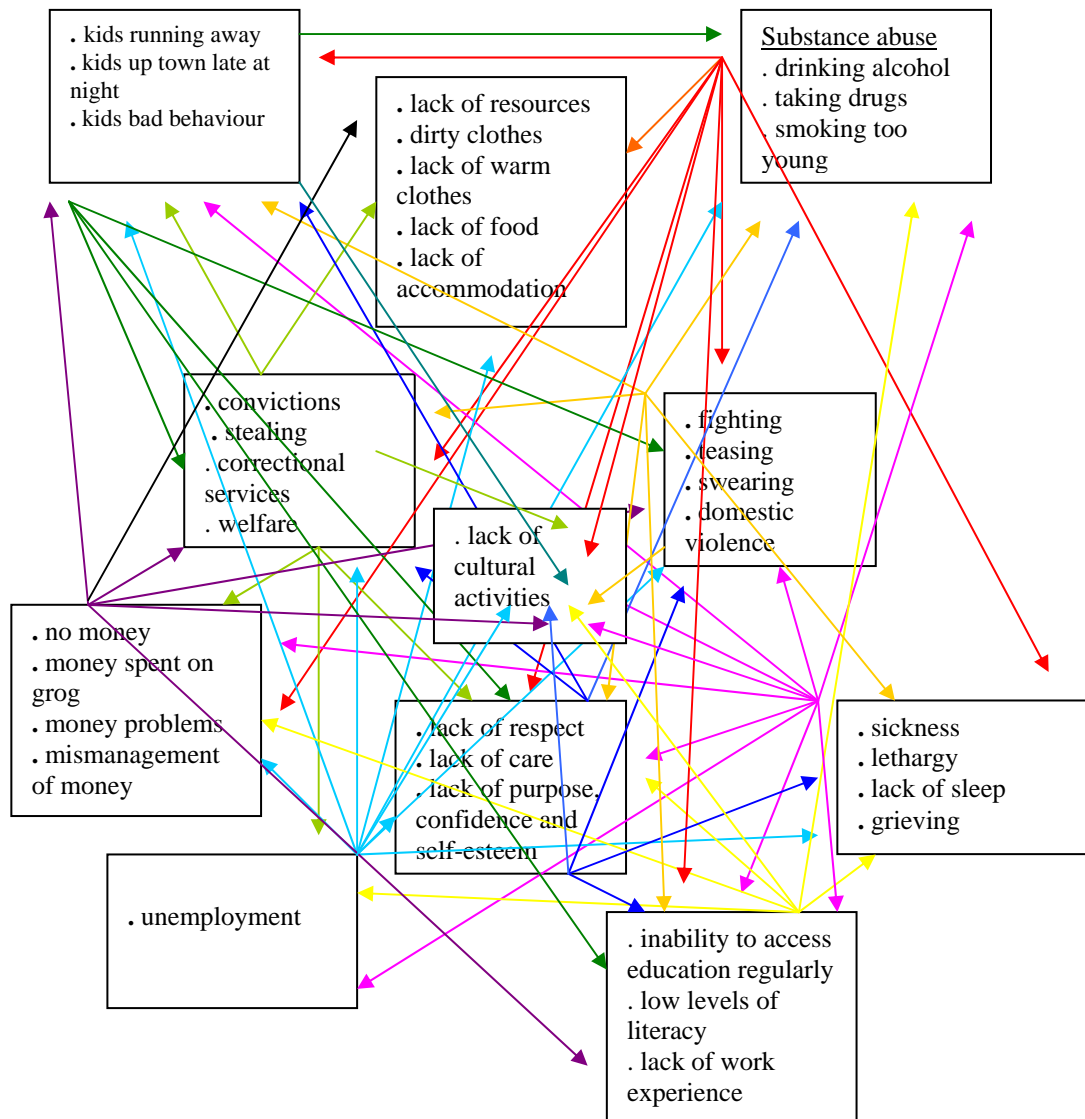 . kids running away
. kids up town late at
night
. kids bad behaviour
Substance abuse
. drinking alcohol
. taking drugs
. smoking too
young
. lack of resources
. dirty clothes
. lack of warm
clothes
. lack of food
. lack of
accommodation
. convictions
. stealing
. correctional
services
. welfare
. fighting
. teasing
. swearing
. domestic
violence
. lack of
cultural
activities
. no money
. money spent on
grog
. money problems
. mismanagement
of money
. lack of respect
. lack of care
. lack of purpose,
confidence and
self-esteem
. sickness
. lethargy
. lack of sleep
. grieving
. unemployment
. inability to access
education regularly
. low levels of
literacy
. lack of work
experience